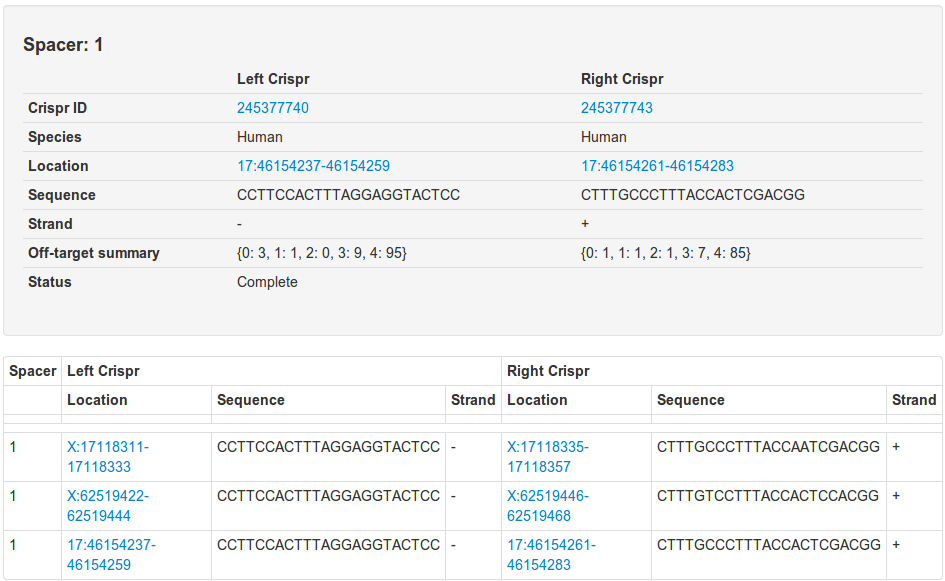 Spacer: 1
Left Crispr Right Crispr
Crispr ID 245377740 245377743
Species Human Human
Location 17:46154237-46154259 17:46154261-46154283
Sequence CCTTCCACTTTAGGAGGTACTCC CTTTGCCCTTTACCACTCGACGG
Strand - +
Off-target summary {0: 3, 1: 1, 2: 0, 3: 9, 4: 95} {0: 1, 1: 1, 2: 1, 3: 7, 4: 85}
Status Complete
Spacer Left Crispr Right Crispr
Location Sequence Strand Location Sequence Strand
1 X:17118311- CCTTCCACTTTAGGAGGTACTCC - X:17118335- CTTTGCCCTTTACCAATCGACGG +
17118333 17118357
1 X:62519422- CCTTCCACTTTAGGAGGTACTCC - X:62519446- CTTTGTCCTTTACCACTCCACGG +
62519444 62519468
1 17:46154237- CCTTCCACTTTAGGAGGTACTCC - 17:46154261- CTTTGCCCTTTACCACTCGACGG +
46154259 46154283